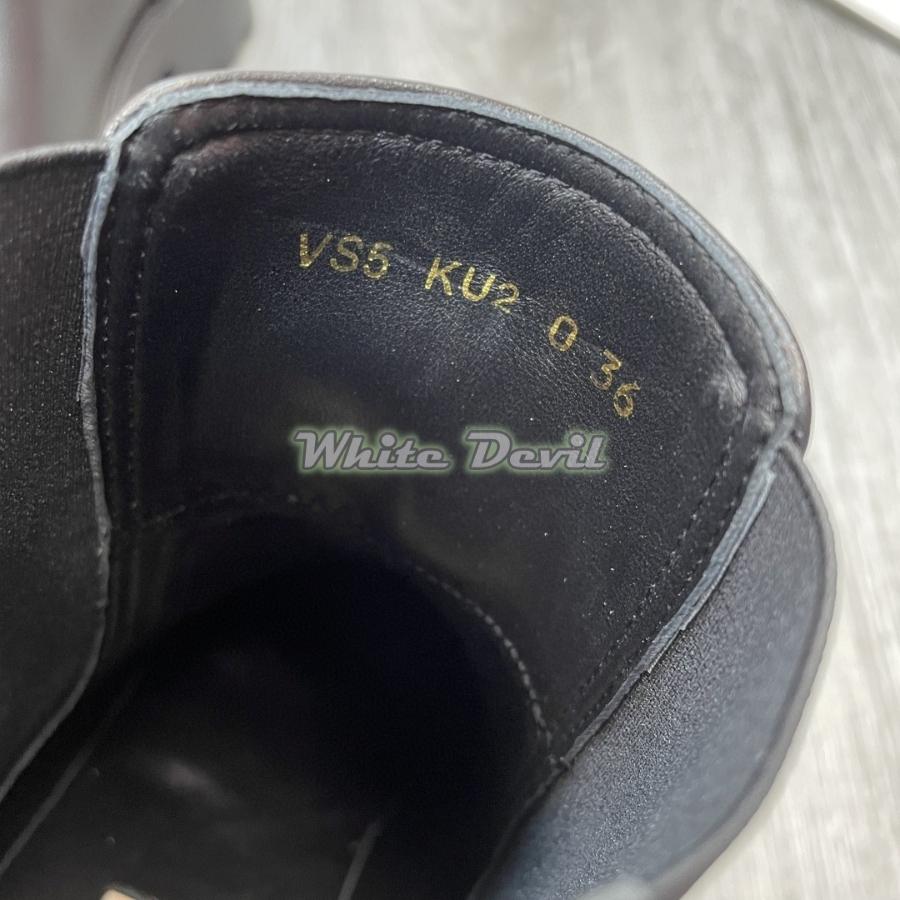 VS5 KU2 0 36
White Devil